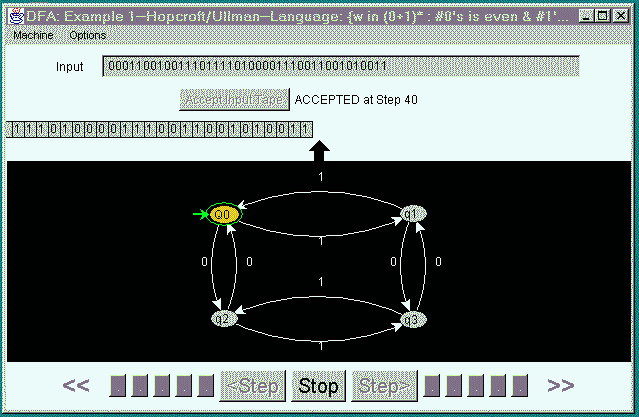 DFA: Example 1--Hopcroft/Ullman--Language: {w in (0+1)* : #0's is even & #1'...
Machine Options
Input 0001100100111011110100001110011001010011
Accept Input Tape ACCEPTED at Step 40
1 1 1 0 1 0 0 0 0 1 1 1 0 0 1 1 0 0 1 0 1 0 0 1 1
1
Q0 q1
1
0 0 0 0
1
q2 q3
1
<< . . . . . <Step Stop Step> . . . . . >>